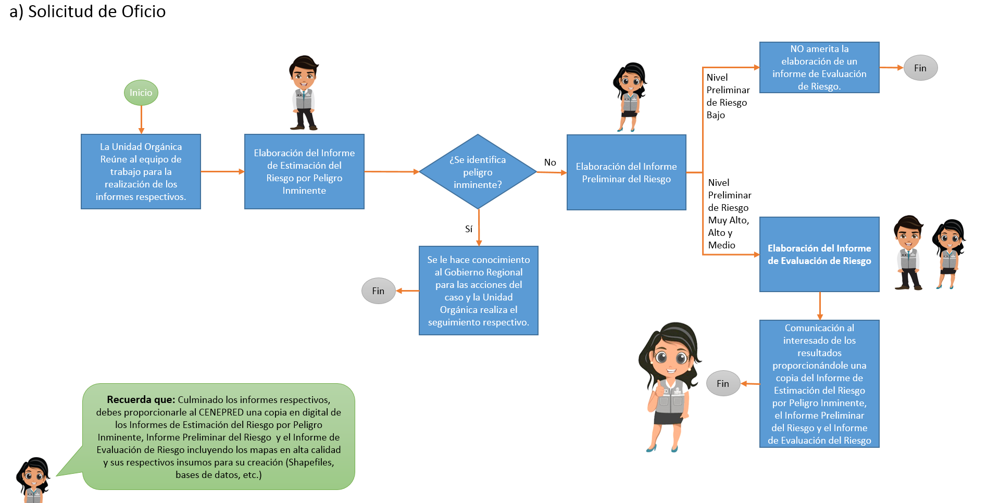 a) Solicitud de Oficio
Inicio
La Unidad Orgánica
Reúne al equipo de
trabajo para la
realización de los
informes respectivos.
Elaboración del Informe
de Estimación del
Riesgo por Peligro
Inminente
¿Se identifica
peligro
inminente?
No
Sí
Se le hace conocimiento
al Gobierno Regional
para las acciones del
caso y la Unidad
Orgánica realiza el
seguimiento respectivo.
Fin
Elaboración del Informe
Preliminar del Riesgo
Nivel
Preliminar
de Riesgo
Bajo
NO amerita la
elaboración de un
informe de Evaluación
de Riesgo.
Fin
Nivel
Preliminar
de Riesgo
Muy Alto,
Alto y
Medio
Elaboración del Informe
de Evaluación de Riesgo
Comunicación al
interesado de los
resultados
proporcionándole una
copia del Informe de
Estimación del Riesgo
por Peligro Inminente,
el Informe Preliminar
del Riesgo y el Informe
de Evaluación del Riesgo
Fin
Recuerda que: Culminado los informes respectivos,
debes proporcionarle al CENEPRED una copia en digital de
los Informes de Estimación del Riesgo por Peligro
Inminente, Informe Preliminar del Riesgo y el Informe de
Evaluación de Riesgo incluyendo los mapas en alta calidad
y sus respectivos insumos para su creación (Shapefiles,
bases de datos, etc.)